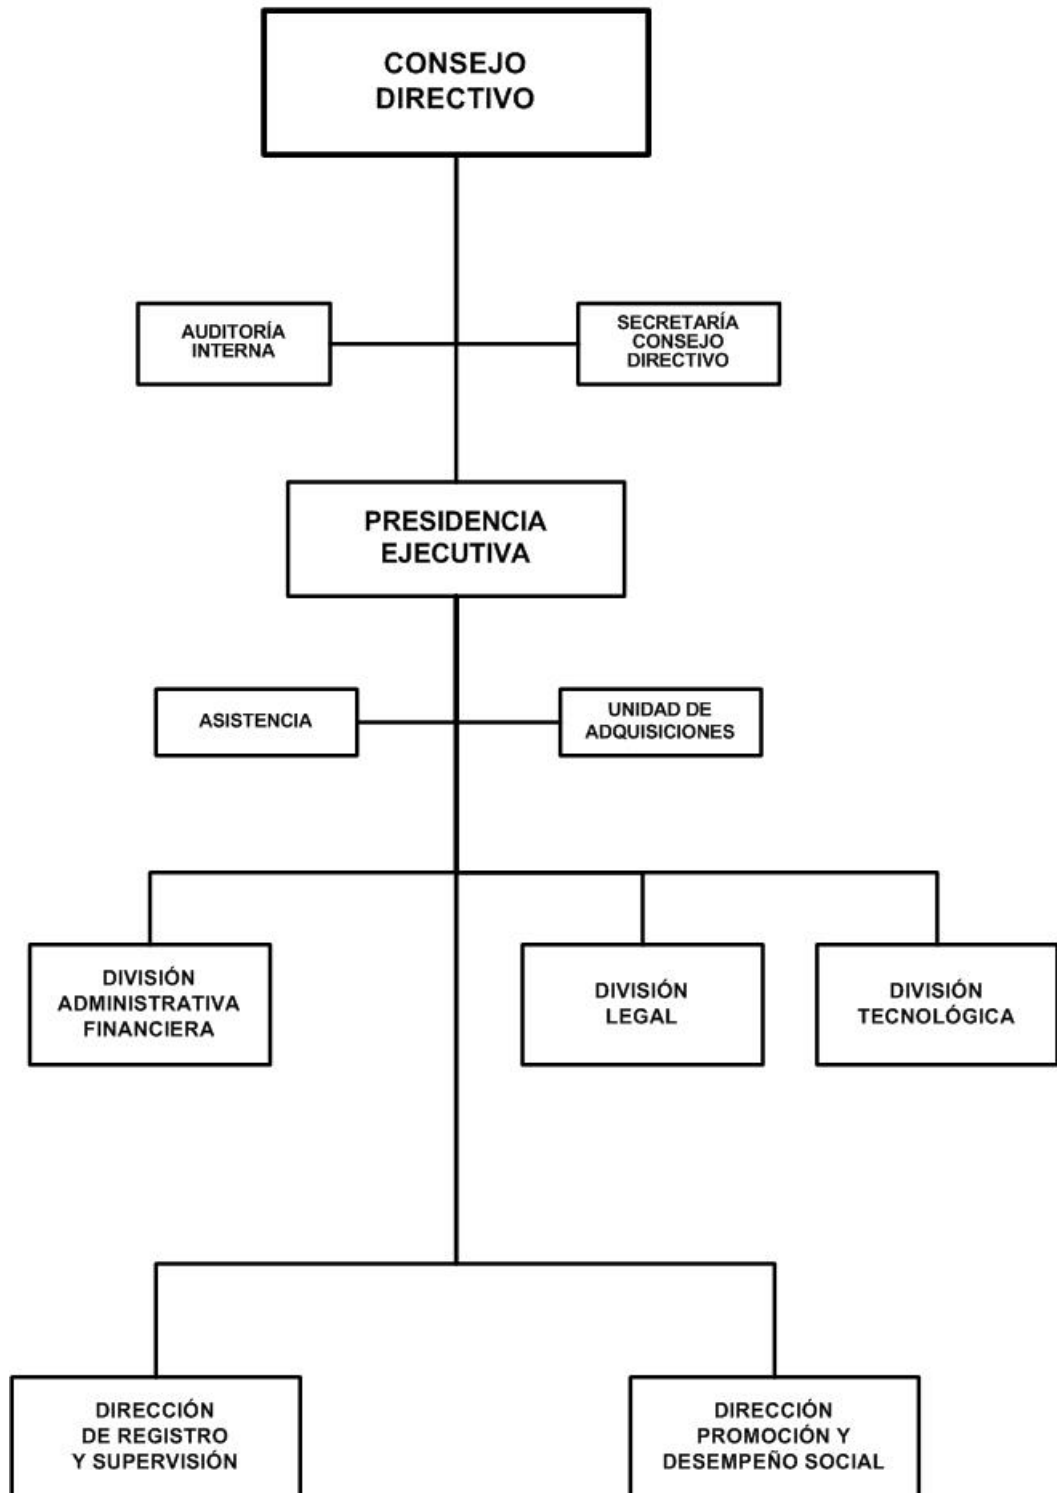 CONSEJO
DIRECTIVO
AUDITORÍA
INTERNA
SECRETARÍA
CONSEJO
DIRECTIVO
PRESIDENCIA
EJECUTIVA
ASISTENCIA
UNIDAD DE
ADQUISICIONES
DIVISIÓN
ADMINISTRATIVA
FINANCIERA
DIVISIÓN
LEGAL
DIVISIÓN
TECNOLÓGICA
DIRECCIÓN
DE REGISTRO
Y SUPERVISIÓN
DIRECCIÓN
PROMOCIÓN Y
DESEMPEÑO SOCIAL